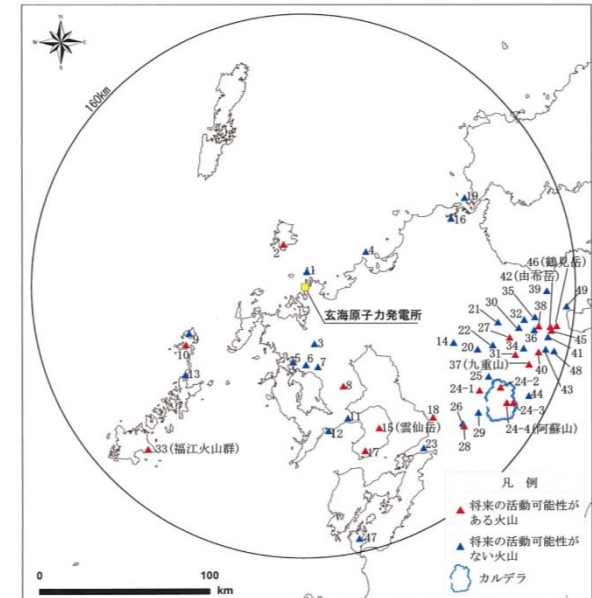 N
W
E
S
160km
19
16
4
2
1
玄海原子力発電所
46(鶴見岳)
42(由布岳)
35
39
49
30
32
38
21
27
36
45
14
22
41
20
31
34
48
37(九重山)
40
43
3
5
6
7
9
10
13
8
25
24-1
24-2
44
24-3
24-4(阿蘇山)
26
29
28
18
11
12
15(雲仙岳)
17
23
33(福江火山群)
47
凡 例
将来の活動可能性が
ある火山
将来の活動可能性が
ない火山
カルデラ
0
100
km